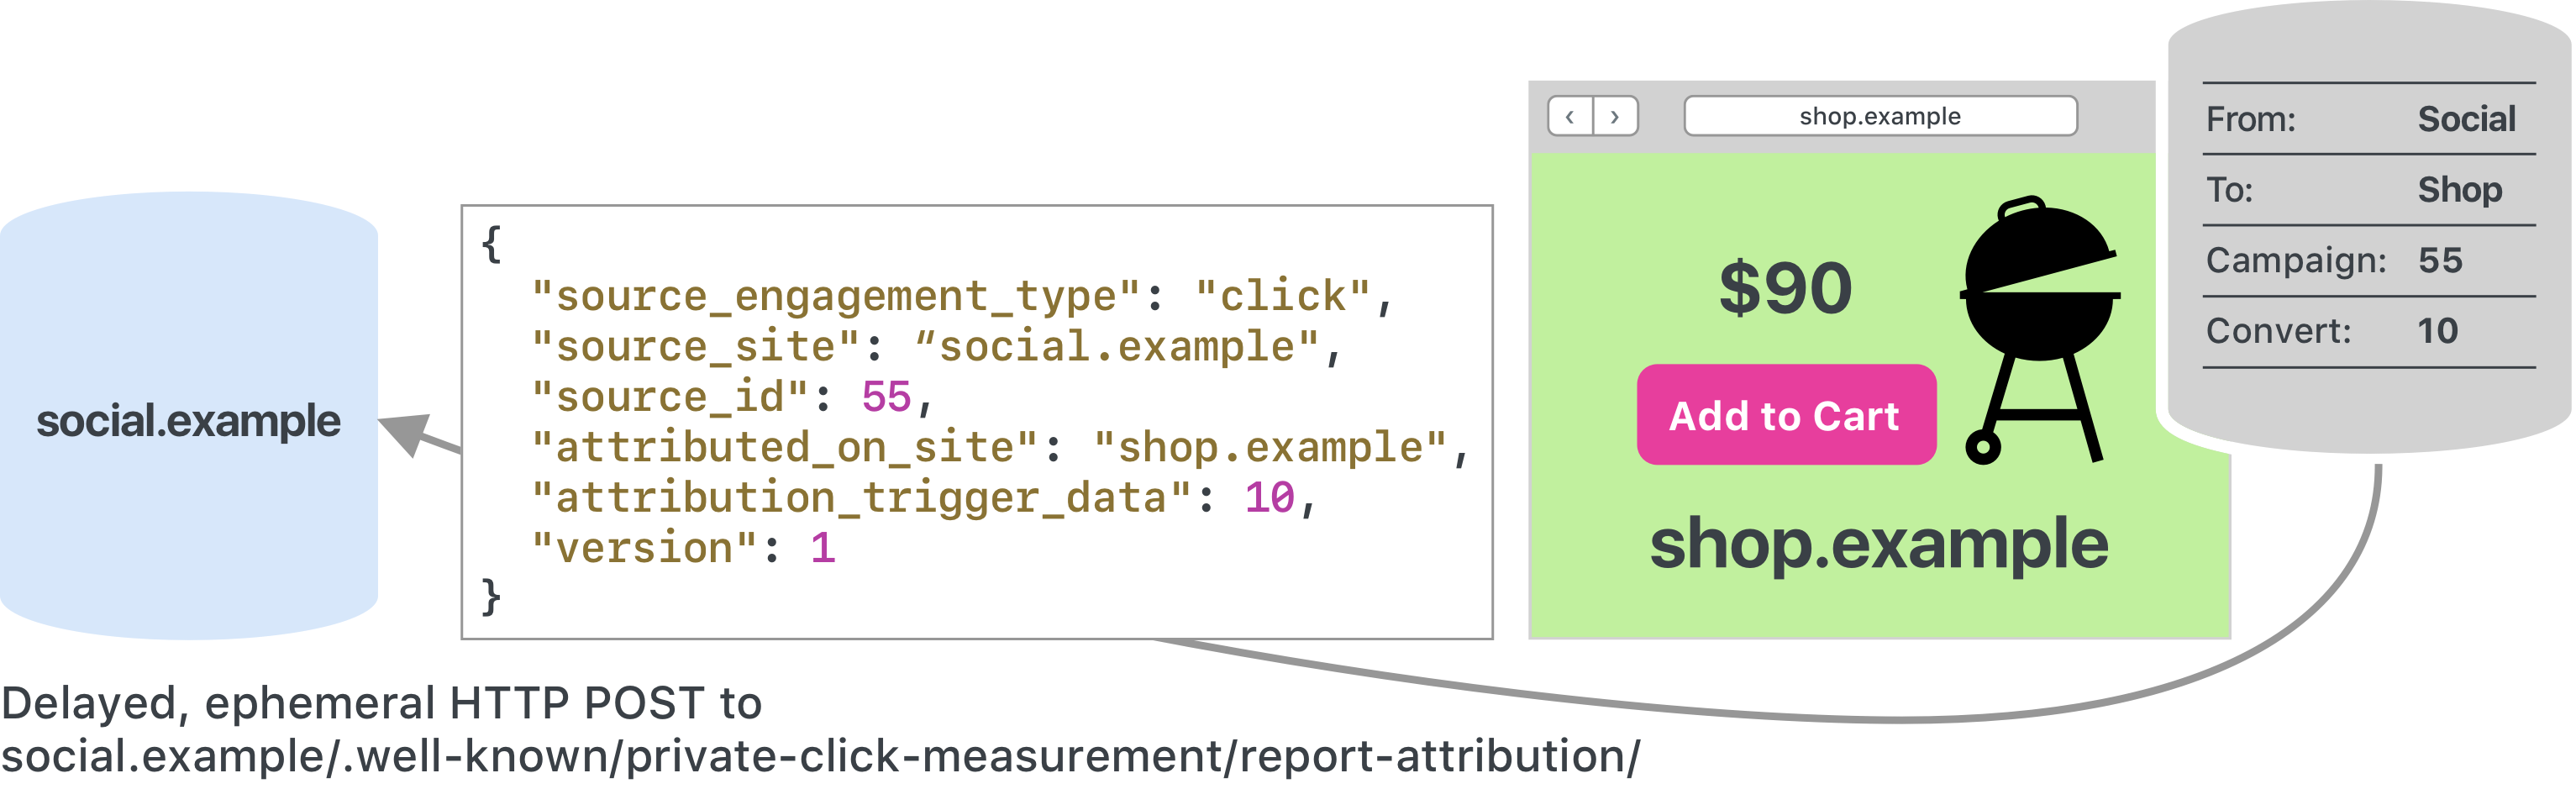 social.example
{
"source_engagement_type": "click",
"source_site": “social.example",
"source_id": 55,
"attributed_on_site": "shop.example",
"attribution_trigger_data": 10,
"version": 1
}
‹ › shop.example
$90
Add to Cart
shop.example
From: Social
To: Shop
Campaign: 55
Convert: 10
Delayed, ephemeral HTTP POST to
social.example/.well-known/private-click-measurement/report-attribution/